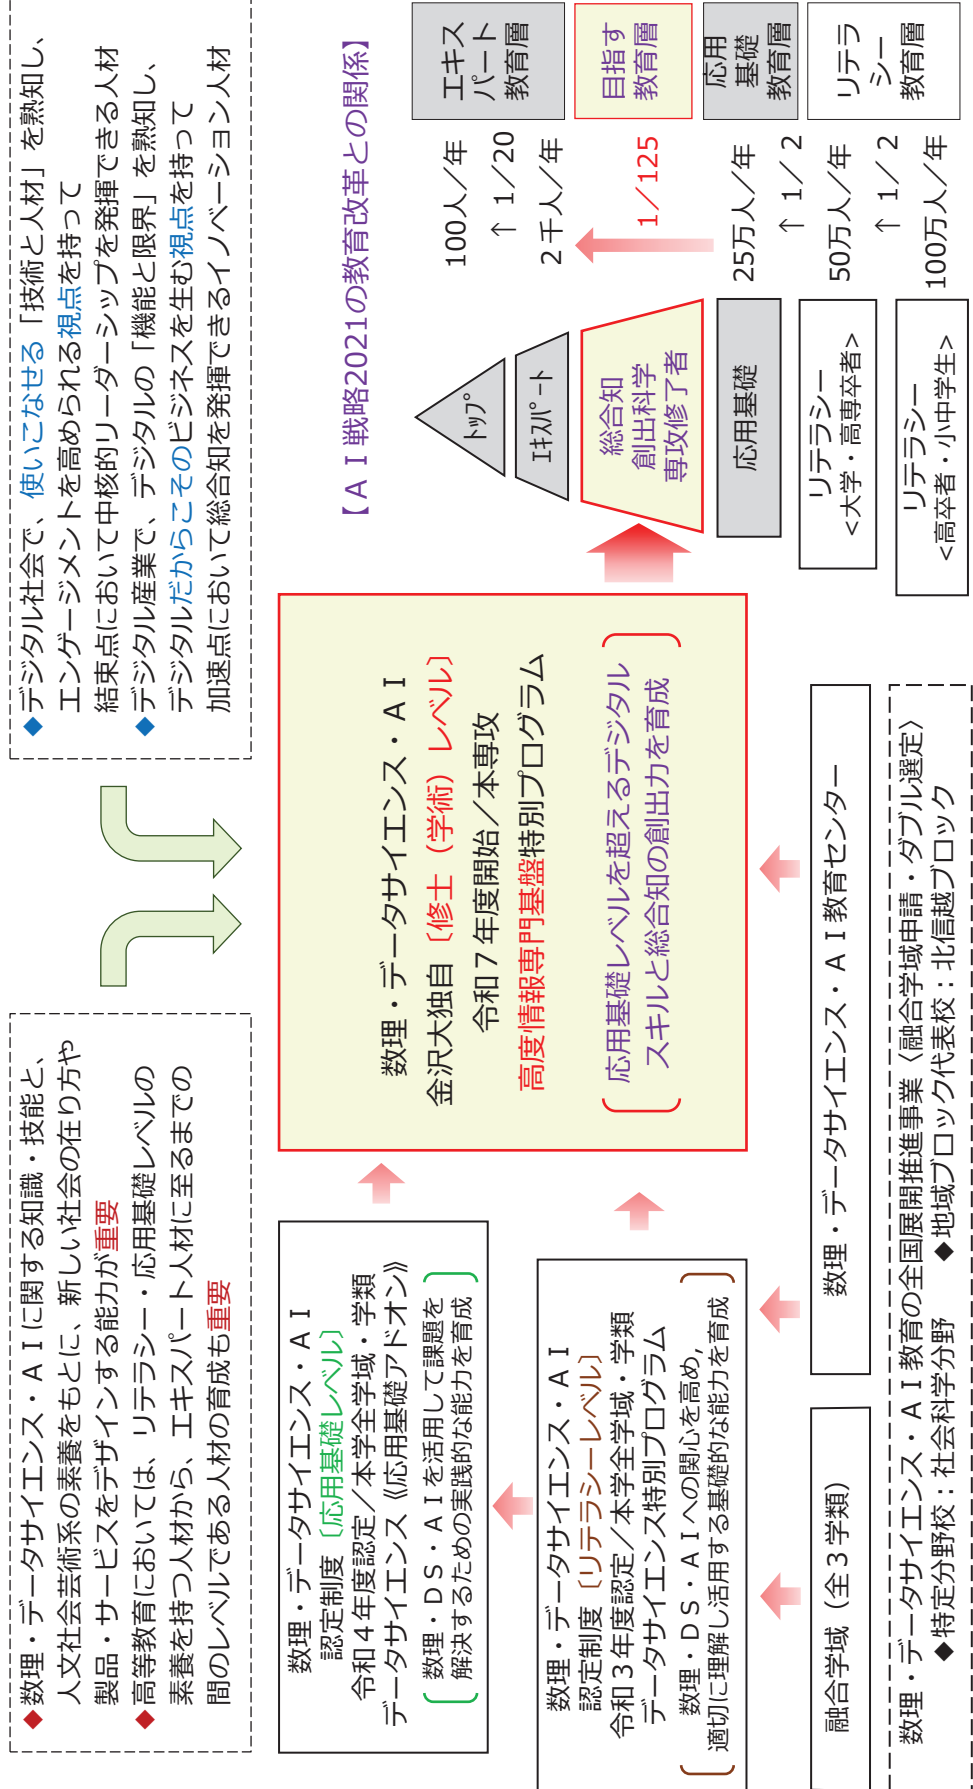 ◆数理・データサイエンス・ＡＩに関する知識・技能と、
人文社会芸術系の素養をもとに、新しい社会の在り方や
製品・サービスをデザインする能力が重要
◆高等教育においては、リテラシー・応用基礎レベルの
素養を持つ人材から、エキスパート人材に至るまでの
間のレベルである人材の育成も重要
◆デジタル社会で、使いこなせる「技術と人材」を熟知し、
エンゲージメントを高められる視点を持って
結束点において中核的リーダーシップを発揮できる人材
◆デジタル産業で、デジタルの「機能と限界」を熟知し、
デジタルだからこそのビジネスを生む視点を持って
加速点において総合知を発揮できるイノベーション人材
数理・データサイエンス・ＡＩ
認定制度〔応用基礎レベル〕
令和４年度認定／本学全学域・学類
データサイエンス《応用基礎アドオン》
数理・ＤＳ・ＡＩを活用して課題を
解決するための実践的な能力を育成
数理・データサイエンス・ＡＩ
認定制度〔リテラシーレベル〕
令和３年度認定／本学全学域・学類
データサイエンス特別プログラム
数理・ＤＳ・ＡＩへの関心を高め,
適切に理解し活用する基礎的な能力を育成
数理・データサイエンス・ＡＩ
金沢大独自〔修士（学術）レベル〕
令和７年度開始／本専攻
高度情報専門基盤特別プログラム
応用基礎レベルを超えるデジタル
スキルと総合知の創出力を育成
【ＡＩ戦略2021の教育改革との関係】
トップ
エキスパート
総合知
創出科学
専攻修了者
応用基礎
リテラシー
<大学・高専卒者>
リテラシー
<高卒者・小中学生>
100人／年
↑ 1／20
２千人／年
1／125
25万人／年
↑ 1／2
50万人／年
↑ 1／2
100万人／年
エキス
パート
教育層
目指す
教育層
応用
基礎
教育層
リテラ
シー
教育層
融合学域（全３学類）
数理・データサイエンス・ＡＩ教育センター
数理・データサイエンス・ＡＩ教育の全国展開推進事業〈融合学域申請・ダブル選定〉
◆特定分野校：社会科学分野 ◆地域ブロック代表校：北信越ブロック